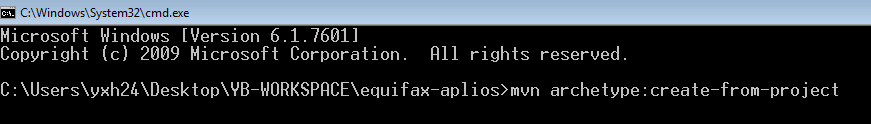 C:\Windows\System32\cmd.exe
Microsoft Windows [Version 6.1.7601]
Copyright (c) 2009 Microsoft Corporation.  All rights reserved.
C:\Users\yxh24\Desktop\YB-WORKSPACE\equifax-aplios>mvn archetype:create-from-project